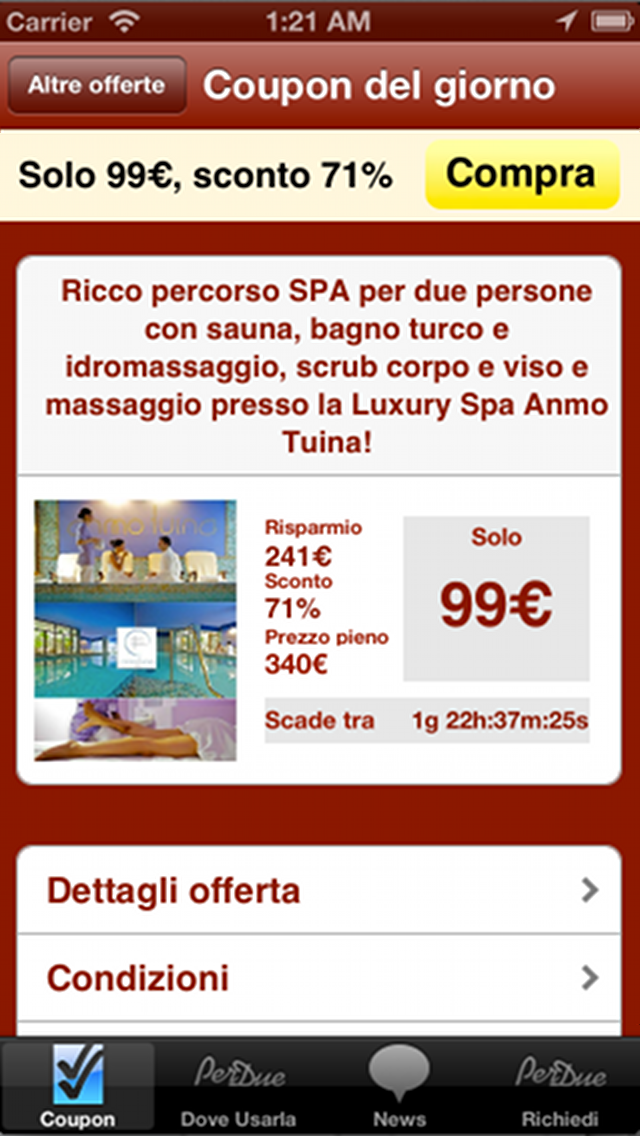 Carrier 1:21 AM
Altre offerte Coupon del giorno
Solo 99€, sconto 71% Compra
Ricco percorso SPA per due persone
con sauna, bagno turco e
idromassaggio, scrub corpo e viso e
massaggio presso la Luxury Spa Anmo
Tuina!
Risparmio
241€
Sconto
71%
Prezzo pieno
340€
Solo
99€
Scade tra 1g 22h:37m:25s
Dettagli offerta
Condizioni
PerDue PerDue
Coupon Dove Usarla News Richiedi